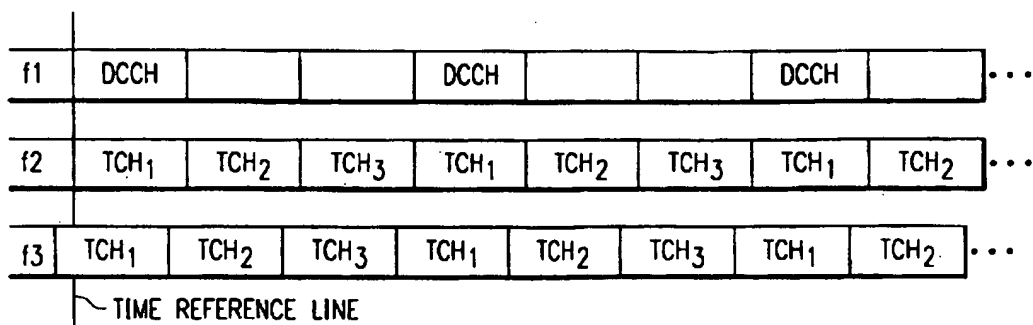 f1 DCCH DCCH DCCH ...
f2 TCH1 TCH2 TCH3 TCH1 TCH2 TCH3 TCH1 TCH2 ...
f3 TCH1 TCH2 TCH3 TCH1 TCH2 TCH3 TCH1 TCH2 ...
TIME REFERENCE LINE